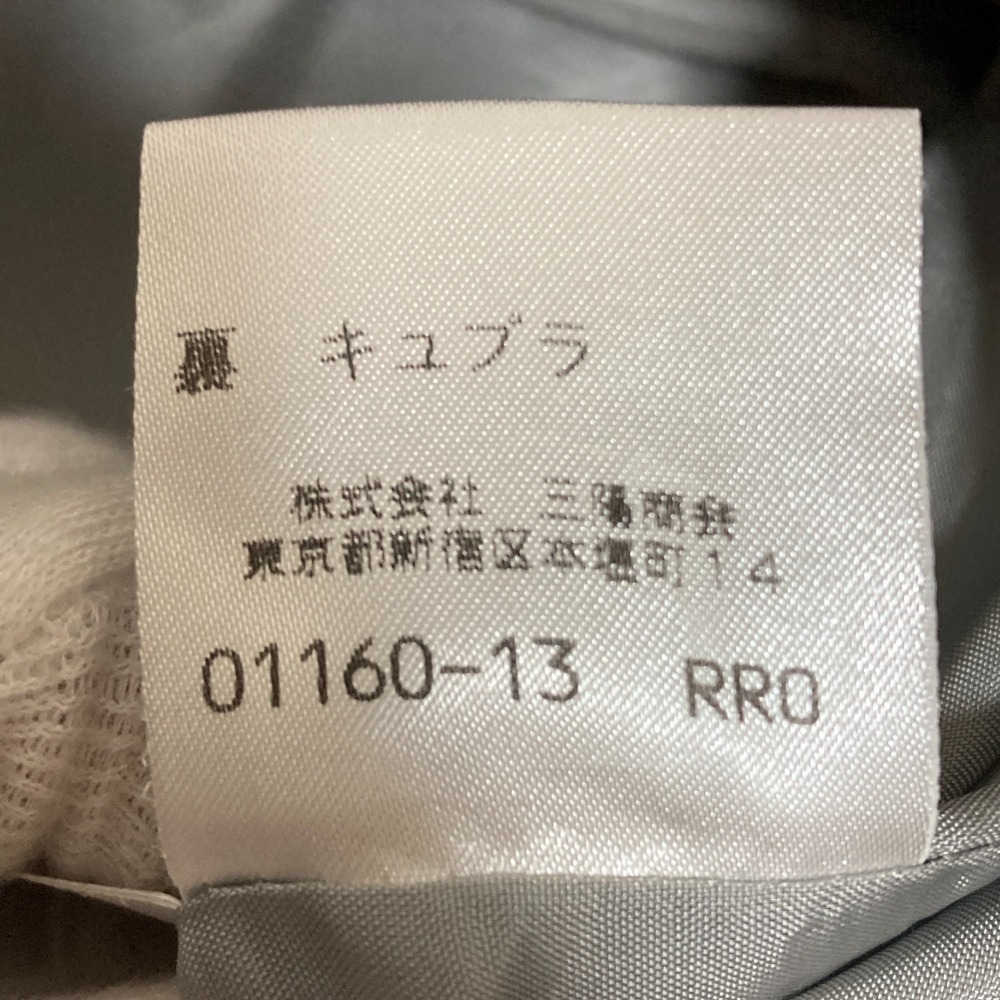 裏 キュプラ
株式会社 三陽商会
東京都新宿区本塩町14
01160-13 RRO